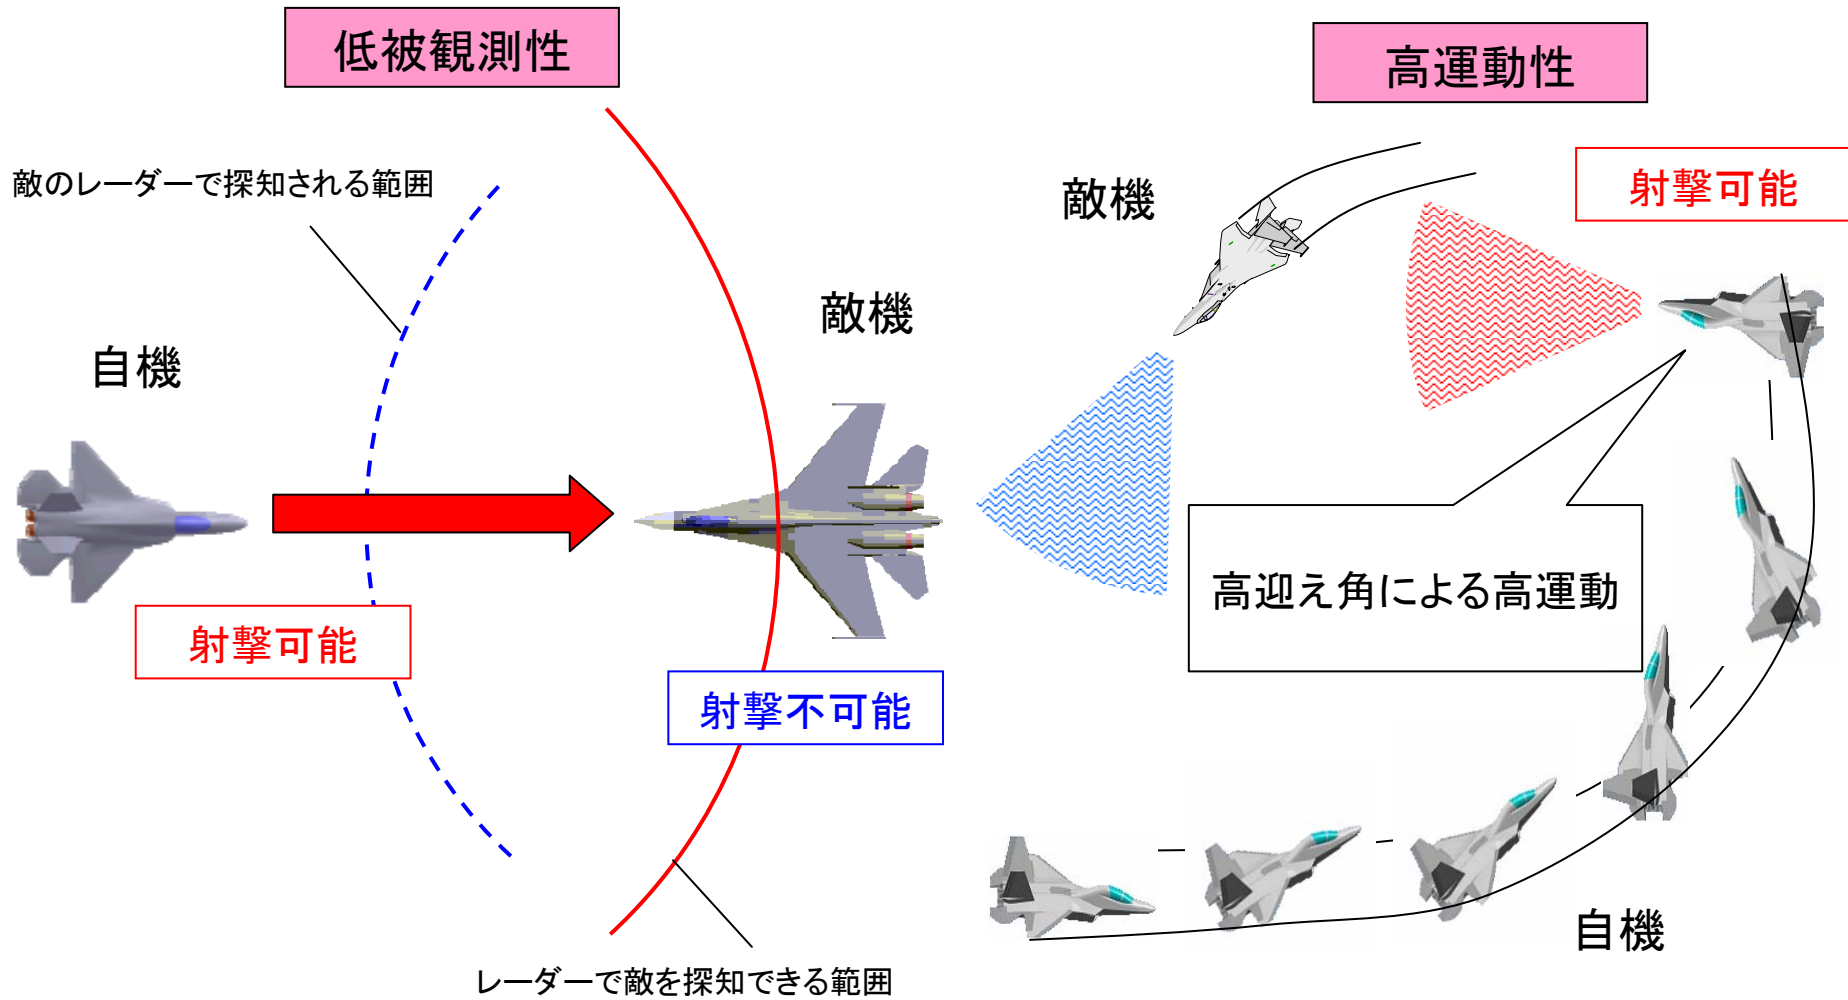 低被観測性
敵のレーダーで探知される範囲
自機
敵機
射撃可能
射撃不可能
レーダーで敵を探知できる範囲
高運動性
敵機
射撃可能
高迎え角による高運動
自機